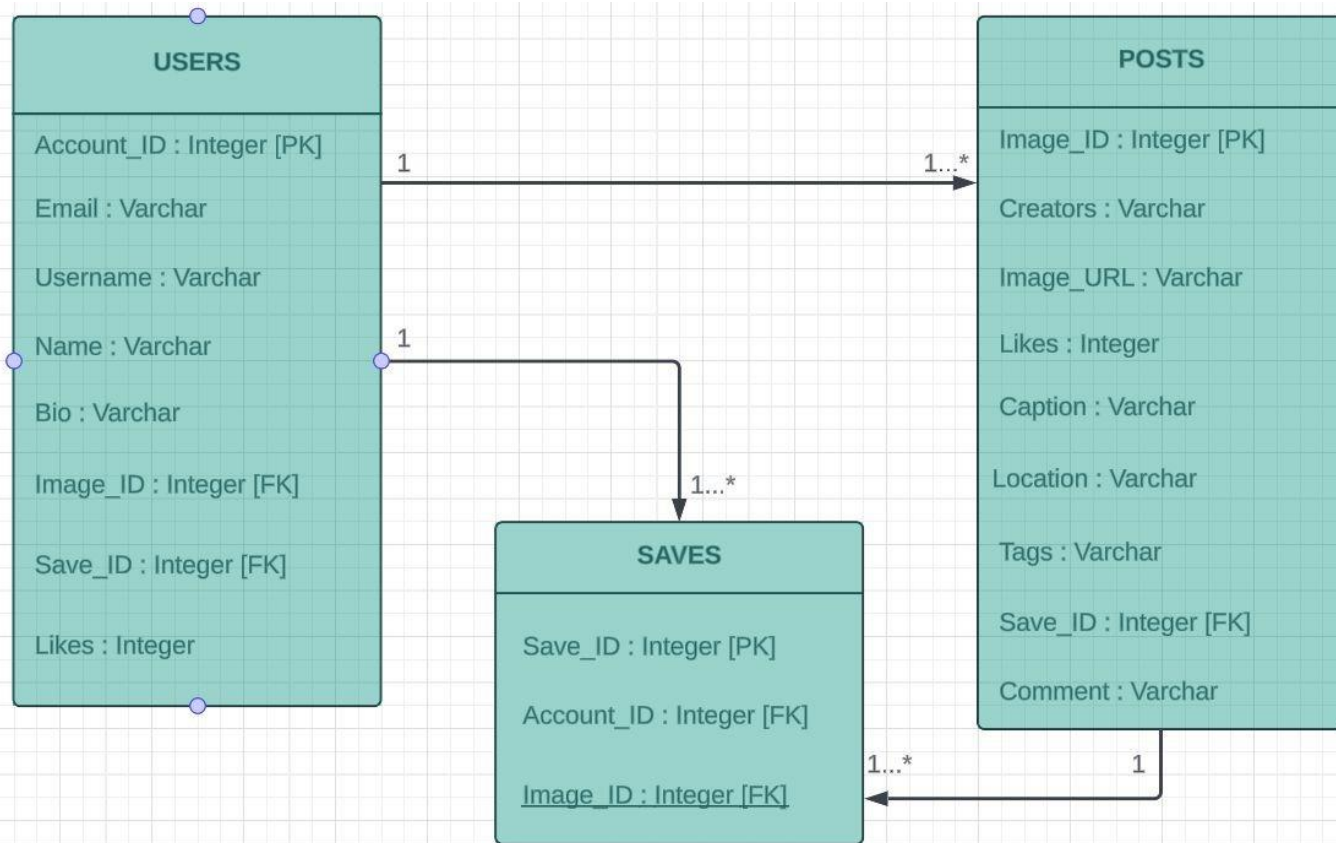 USERS
Account_ID : Integer [PK]
Email : Varchar
Username : Varchar
Name : Varchar
Bio : Varchar
Image_ID : Integer [FK]
Save_ID : Integer [FK]
Likes : Integer
1
1...*
1
1...*
SAVES
Save_ID : Integer [PK]
Account_ID : Integer [FK]
Image_ID : Integer [FK]
POSTS
Image_ID : Integer [PK]
Creators : Varchar
Image_URL : Varchar
Likes : Integer
Caption : Varchar
Location : Varchar
Tags : Varchar
Save_ID : Integer [FK]
Comment : Varchar
1...*
1